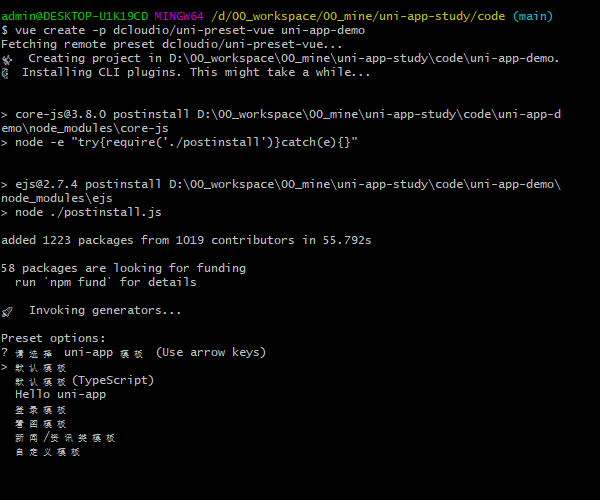 admin@DESKTOP-U1K19CD MINGW64 /d/00_workspace/00_mine/uni-app-study/code (main)
$ vue create -p dcloudio/uni-preset-vue uni-app-demo
Fetching remote preset dcloudio/uni-preset-vue...
Creating project in D:\00_workspace\00_mine\uni-app-study\code\uni-app-demo.
Installing CLI plugins. This might take a while...
> core-js@3.8.0 postinstall D:\00_workspace\00_mine\uni-app-study\code\uni-app-d
emo\node_modules\core-js
> node -e "try{require('./postinstall')}catch(e){}"
> ejs@2.7.4 postinstall D:\00_workspace\00_mine\uni-app-study\code\uni-app-demo\
node_modules\ejs
> node ./postinstall.js
added 1223 packages from 1019 contributors in 55.792s
58 packages are looking for funding
run `npm fund` for details
Invoking generators...
Preset options:
? 请选择 uni-app 模板 (Use arrow keys)
> 默认模板
默认模板(TypeScript)
Hello uni-app
登录模板
看图模板
新闻/资讯类模板
自定义模板